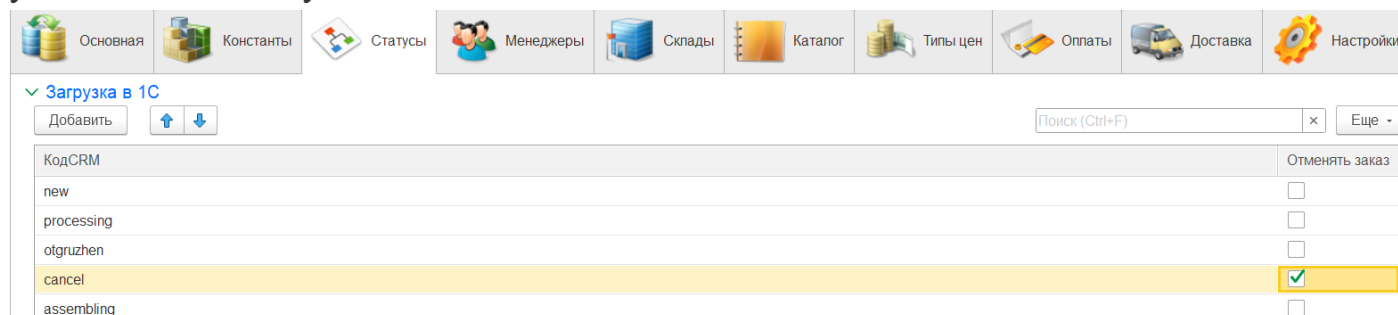 Основная Константы Статусы Менеджеры Склады Каталог Типы цен Оплаты Доставка Настройки
Загрузка в 1С
Добавить Поиск (Ctrl+F) × Еще
КодCRM Отменять заказ
new
processing
otgruzhen
cancel
assembling